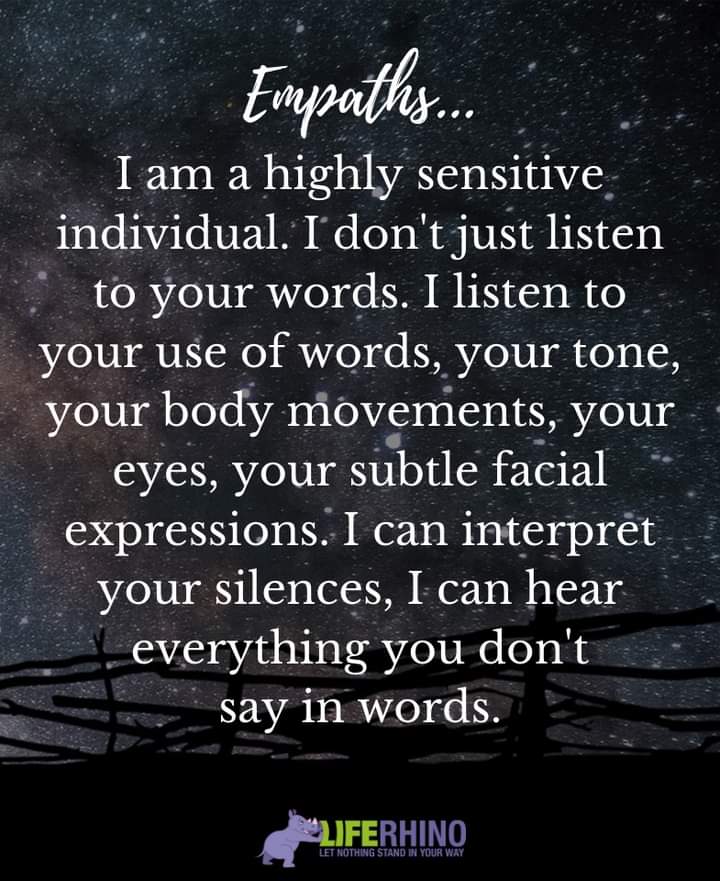 Empaths...
I am a highly sensitive
individual. I don't just listen
to your words. I listen to
your use of words, your tone,
your body movements, your
eyes, your subtle facial
expressions. I can interpret
your silences, I can hear
everything you don't
say in words.
LIFERHINO
LET NOTHING STAND IN YOUR WAY